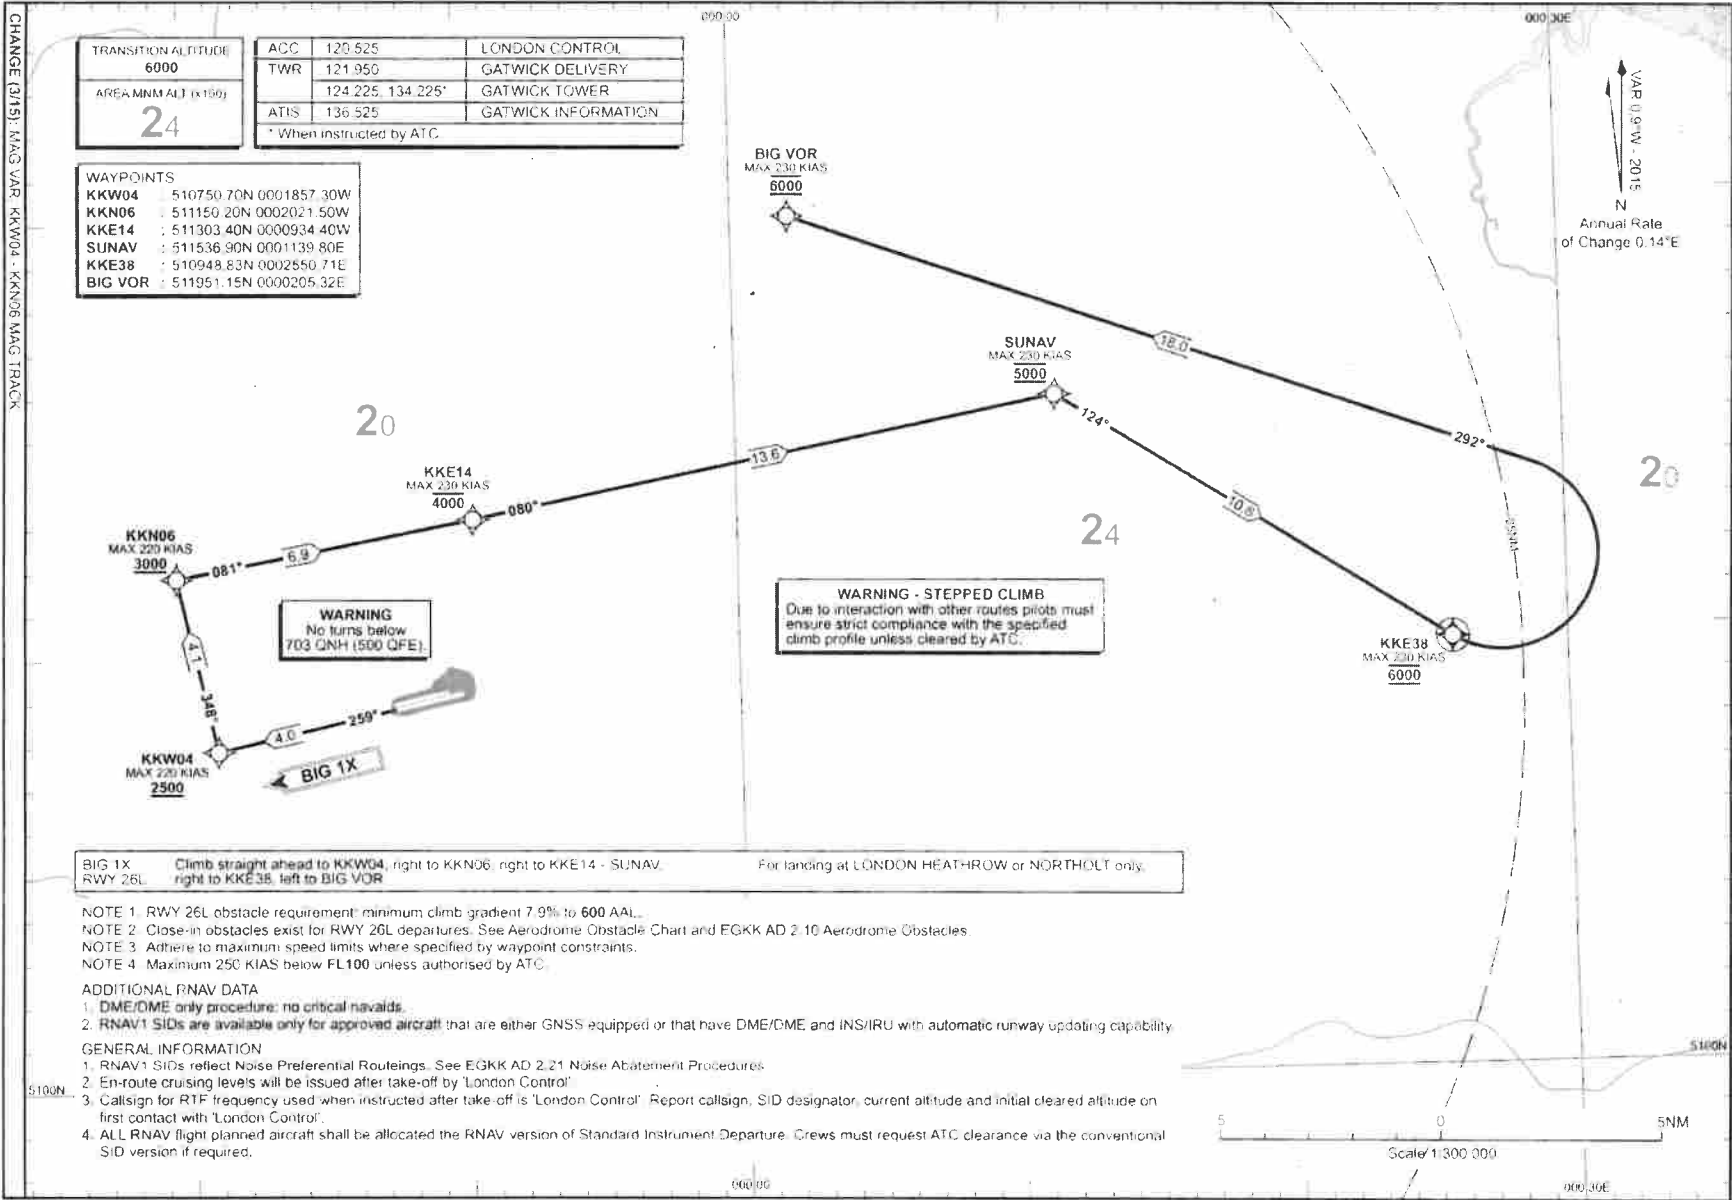 CHANGE (3/15): MAG VAR. KKW04 - KKN06 MAG TRACK.
000.00
000.30E
TRANSITION ALTITUDE
6000
AREA MNM ALT (x100)
24
ACC 120.525 LONDON CONTROL
TWR 121.950 GATWICK DELIVERY
124.225, 134.225* GATWICK TOWER
ATIS 136.525 GATWICK INFORMATION
* When instructed by ATC.
WAYPOINTS
KKW04 : 510750.70N 0001857.30W
KKN06 : 511150.20N 0002021.50W
KKE14 : 511303.40N 0000934.40W
SUNAV : 511536.90N 0001139.80E
KKE38 : 510948.83N 0002550.71E
BIG VOR : 511951.15N 0000205.32E
BIG VOR
MAX 230 KIAS
6000
VAR 0.9°W - 2015
N
Annual Rate
of Change 0.14°E
SUNAV
MAX 230 KIAS
5000
18.0
124°
292°
20
20
13.6
KKE14
MAX 230 KIAS
4000
080°
10.6
24
25NM
KKN06
MAX 220 KIAS
3000
081°
6.9
WARNING
No turns below
703 QNH (500 QFE).
WARNING - STEPPED CLIMB
Due to interaction with other routes pilots must
ensure strict compliance with the specified
climb profile unless cleared by ATC.
KKE38
MAX 230 KIAS
6000
4.1
348°
259°
4.0
KKW04
MAX 220 KIAS
2500
BIG 1X
BIG 1X Climb straight ahead to KKW04, right to KKN06, right to KKE14 - SUNAV, For landing at LONDON HEATHROW or NORTHOLT only.
RWY 26L right to KKE38, left to BIG VOR
NOTE 1 RWY 26L obstacle requirement: minimum climb gradient 7.9% to 600 AAL.
NOTE 2 Close-in obstacles exist for RWY 26L departures. See Aerodrome Obstacle Chart and EGKK AD 2.10 Aerodrome Obstacles.
NOTE 3 Adhere to maximum speed limits where specified by waypoint constraints.
NOTE 4 Maximum 250 KIAS below FL100 unless authorised by ATC.
ADDITIONAL RNAV DATA
1. DME/DME only procedure: no critical navaids.
2. RNAV1 SIDs are available only for approved aircraft that are either GNSS equipped or that have DME/DME and INS/IRU with automatic runway updating capability.
GENERAL INFORMATION
1. RNAV1 SIDs reflect Noise Preferential Routeings. See EGKK AD 2.21 Noise Abatement Procedures.
2. En-route cruising levels will be issued after take-off by 'London Control'.
3. Callsign for RTF frequency used when instructed after take-off is 'London Control'. Report callsign, SID designator, current altitude and initial cleared altitude on
first contact with 'London Control'.
4. ALL RNAV flight planned aircraft shall be allocated the RNAV version of Standard Instrument Departure. Crews must request ATC clearance via the conventional
SID version if required.
5100N
5100N
5 0 5NM
Scale 1:300 000
000.00
000.30E